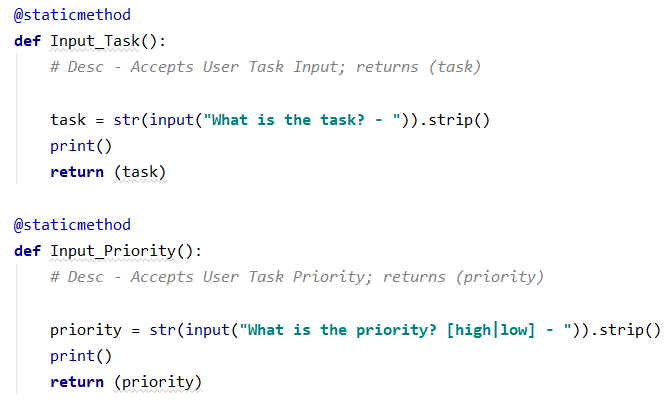 @staticmethod
def Input_Task():
# Desc - Accepts User Task Input; returns (task)
task = str(input("What is the task? - ")).strip()
print()
return (task)
@staticmethod
def Input_Priority():
# Desc - Accepts User Task Priority; returns (priority)
priority = str(input("What is the priority? [high|low] - ")).strip()
print()
return (priority)